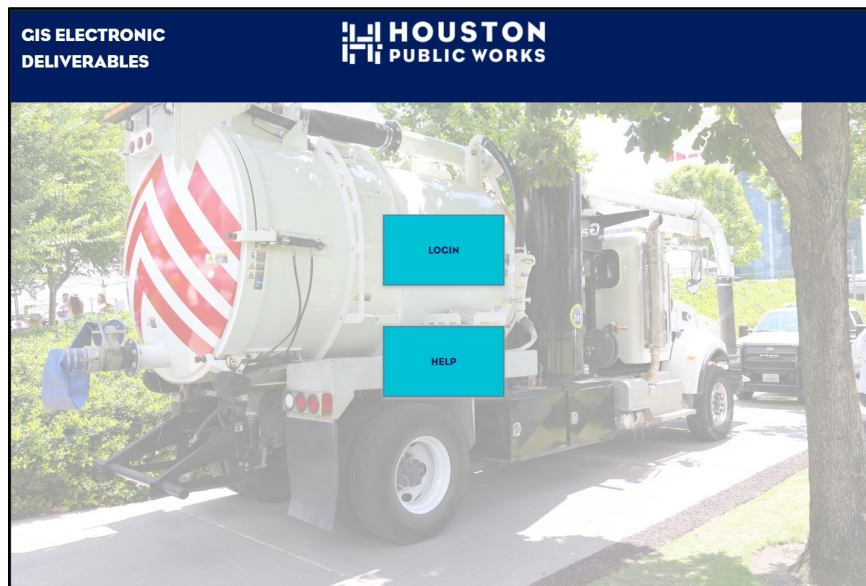 GIS ELECTRONIC
DELIVERABLES
HOUSTON
PUBLIC WORKS
LOGIN
HELP